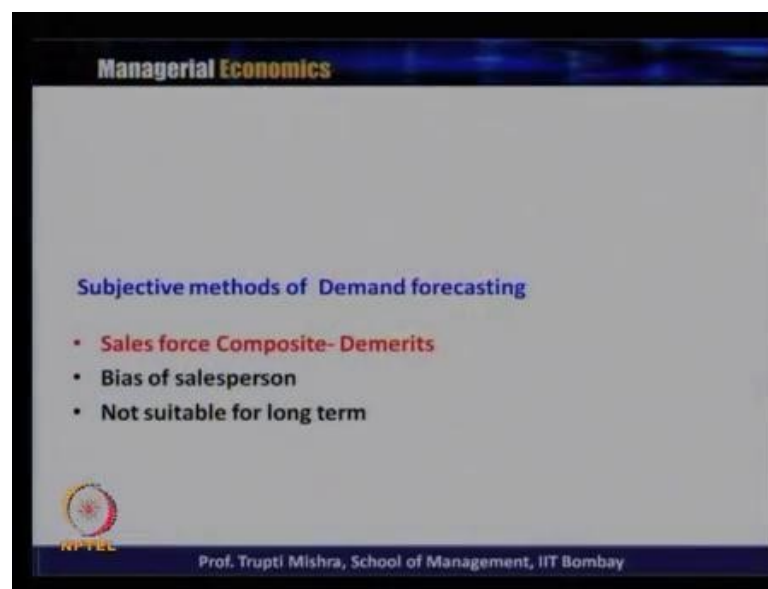 Managerial Economics
Subjective methods of Demand forecasting
• Sales force Composite- Demerits
• Bias of salesperson
• Not suitable for long term
NPTEL
Prof. Trupti Mishra, School of Management, IIT Bombay